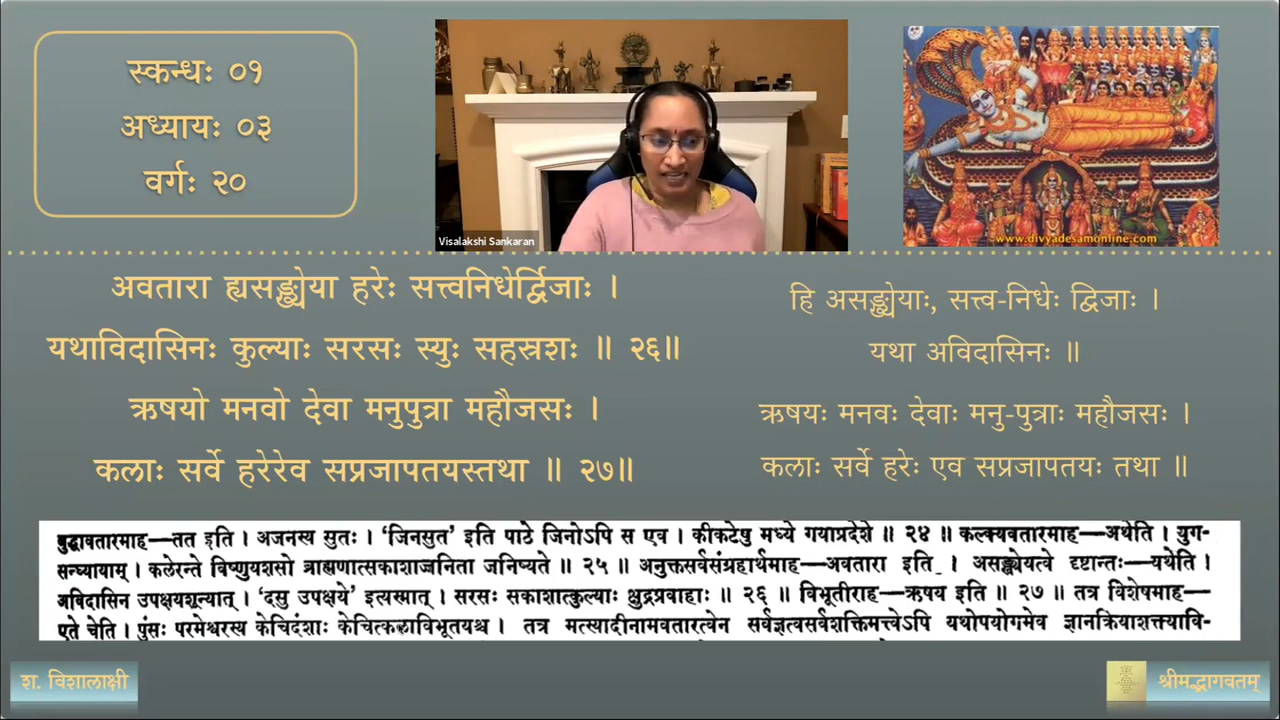 स्कन्धः ०१
अध्यायः ०३
वर्गः २०
Visalakshi Sankaran
www.divyadesamonline.com
अवतारा ह्यसङ्ख्येया हरेः सत्त्वनिधेर्द्विजाः ।
यथाविदासिनः कुल्याः सरसः स्युः सहस्रशः ॥ २६॥
ऋषयो मनवो देवा मनुपुत्रा महौजसः ।
कलाः सर्वे हरेरेव सप्रजापतयस्तथा ॥ २७॥
हि असङ्ख्येयाः, सत्त्व-निधेः द्विजाः ।
यथा अविदासिनः ॥
ऋषयः मनवः देवाः मनु-पुत्राः महौजसः ।
कलाः सर्वे हरेः एव सप्रजापतयः तथा ॥
बुद्धावतारमाह—तत इति । अजनस्य सुतः । ‘जिनसुत’ इति पाठे जिनोऽपि स एव । कीकटेषु मध्ये गयाप्रदेशे ॥ २४ ॥ कल्क्यवतारमाह—अथेति । युग-
सन्ध्यायाम् । कलेरन्ते विष्णुयशसो ब्राह्मणात्सकाशाज्जनिता जनिष्यते ॥ २५ ॥ अनुक्तसर्वसंग्रहार्थमाह—अवतारा इति । असङ्ख्येयत्वे दृष्टान्तः—यथेति ।
अविदासिन उपक्षयशून्यात् । ‘दसु उपक्षये’ इत्यस्मात् । सरसः सकाशात्कुल्याः क्षुद्रप्रवाहाः ॥ २६ ॥ विभूतीराह—ऋषय इति ॥ २७ ॥ तत्र विशेषमाह—
एते चेति । पुंसः परमेश्वरस्य केचिदंशाः केचित्कलाविभूतयश्च । तत्र मत्स्यादीनामवतारत्वेन सर्वज्ञत्वसर्वशक्तिमत्त्वेऽपि यथोपयोगमेव ज्ञानक्रियाशक्त्यावि-
श. विशालाक्षी
श्रीमद्भागवतम्